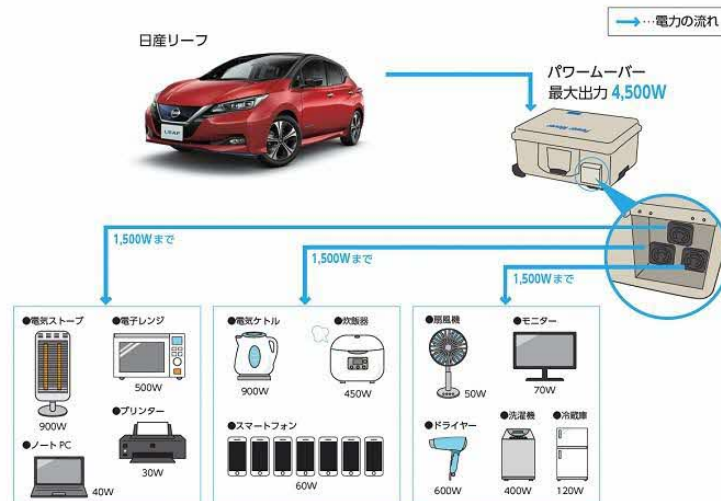 →…電力の流れ
日産リーフ
パワームーバー
最大出力 4,500W
1,500Wまで
1,500Wまで
1,500Wまで
●電気ストーブ
900W
●電子レンジ
500W
●プリンター
30W
●ノートPC
40W
●電気ケトル
900W
●炊飯器
450W
●スマートフォン
60W
●扇風機
50W
●モニター
70W
●ドライヤー
600W
●洗濯機
400W
●冷蔵庫
120W